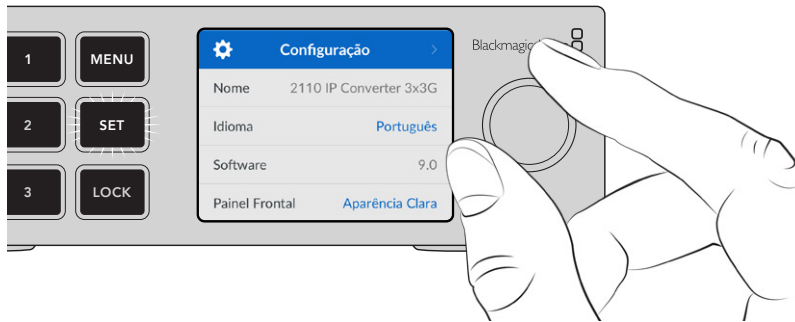 1 MENU
2 SET
3 LOCK
Configuração
Nome 2110 IP Converter 3x3G
Idioma Português
Software 9.0
Painel Frontal Aparência Clara
Blackmagic